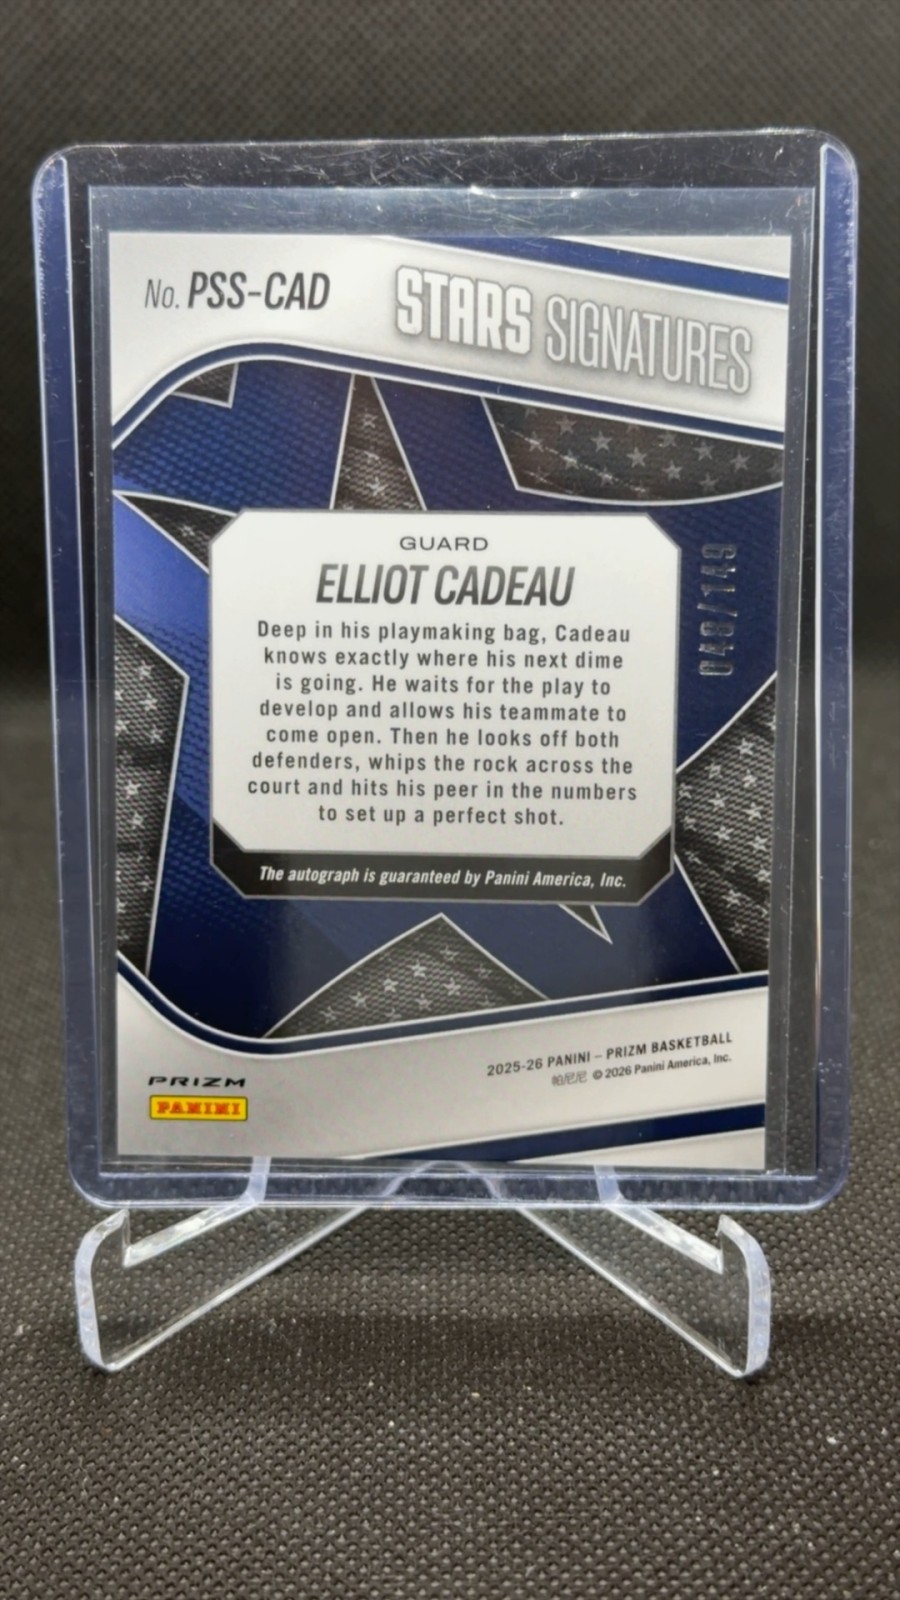 No. PSS-CAD
STARS SIGNATURES
GUARD
ELLIOT CADEAU
Deep in his playmaking bag, Cadeau
knows exactly where his next dime
is going. He waits for the play to
develop and allows his teammate to
come open. Then he looks off both
defenders, whips the rock across the
court and hits his peer in the numbers
to set up a perfect shot.
The autograph is guaranteed by Panini America, Inc.
2025-26 PANINI – PRIZM BASKETBALL
帕尼尼 © 2026 Panini America, Inc.
PRIZM
PANINI